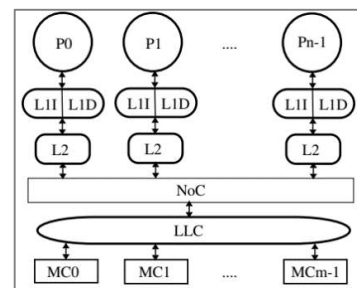 P0 P1 .... Pn-1
L1I L1D L1I L1D L1I L1D
L2 L2 L2
NoC
LLC
MC0 MC1 .... MCm-1